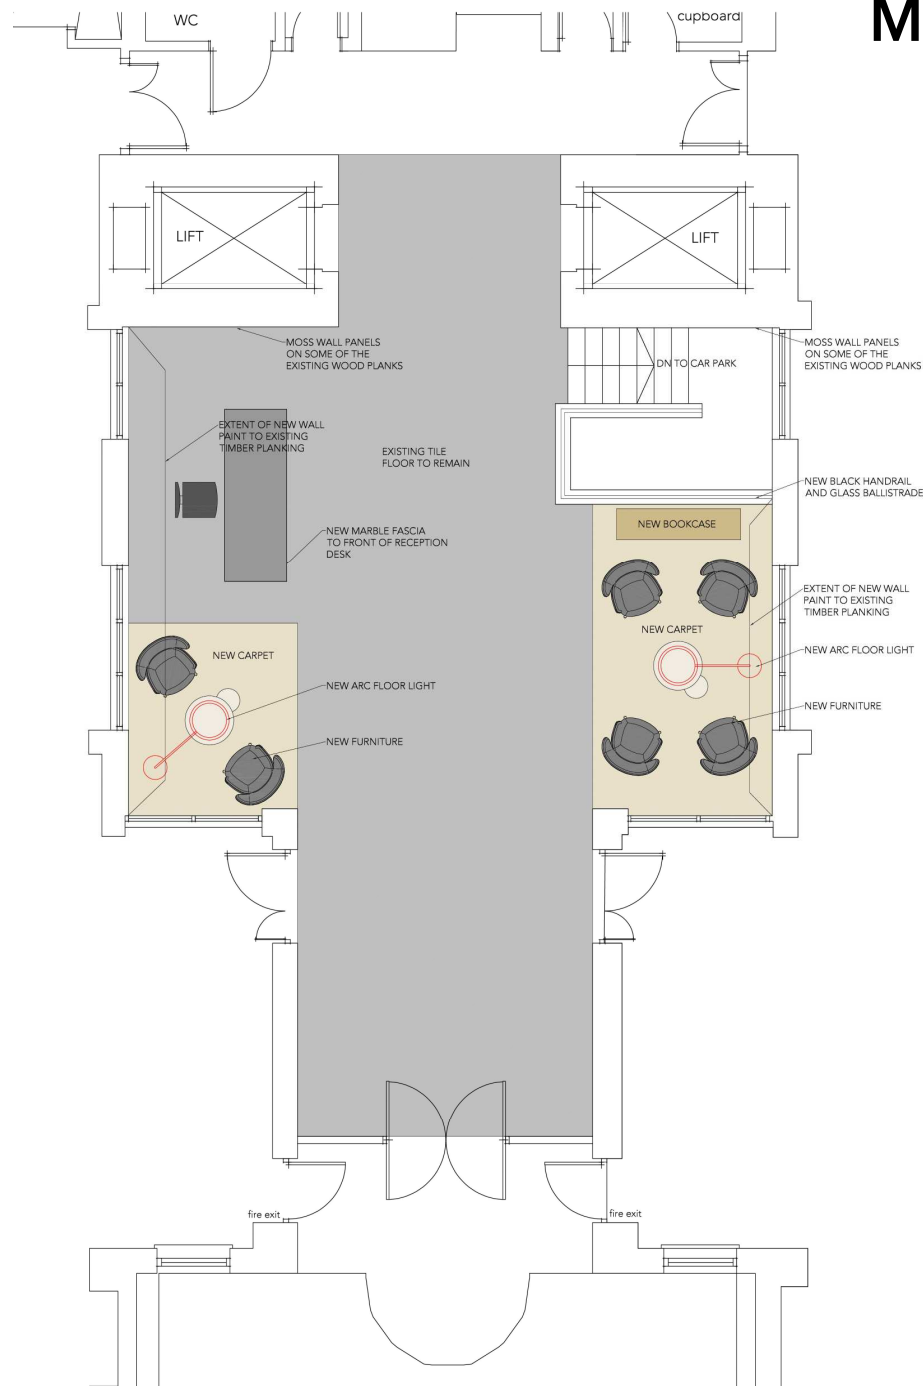 M
WC
cupboard
LIFT
LIFT
MOSS WALL PANELS
ON SOME OF THE
EXISTING WOOD PLANKS
DN TO CAR PARK
MOSS WALL PANELS
ON SOME OF THE
EXISTING WOOD PLANKS
EXTENT OF NEW WALL
PAINT TO EXISTING
TIMBER PLANKING
EXISTING TILE
FLOOR TO REMAIN
NEW BLACK HANDRAIL
AND GLASS BALLISTRADE
NEW BOOKCASE
NEW MARBLE FASCIA
TO FRONT OF RECEPTION
DESK
EXTENT OF NEW WALL
PAINT TO EXISTING
TIMBER PLANKING
NEW CARPET
NEW CARPET
NEW ARC FLOOR LIGHT
NEW ARC FLOOR LIGHT
NEW FURNITURE
NEW FURNITURE
fire exit
fire exit